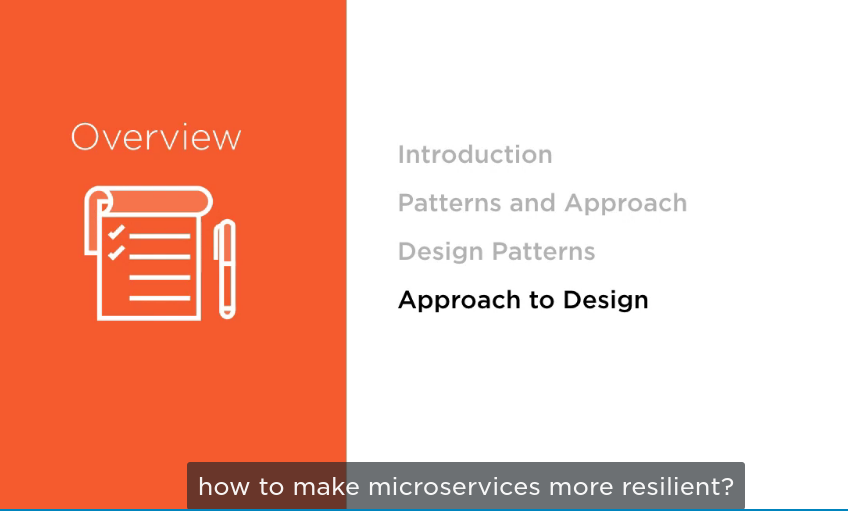 Overview
Introduction
Patterns and Approach
Design Patterns
Approach to Design
how to make microservices more resilient?